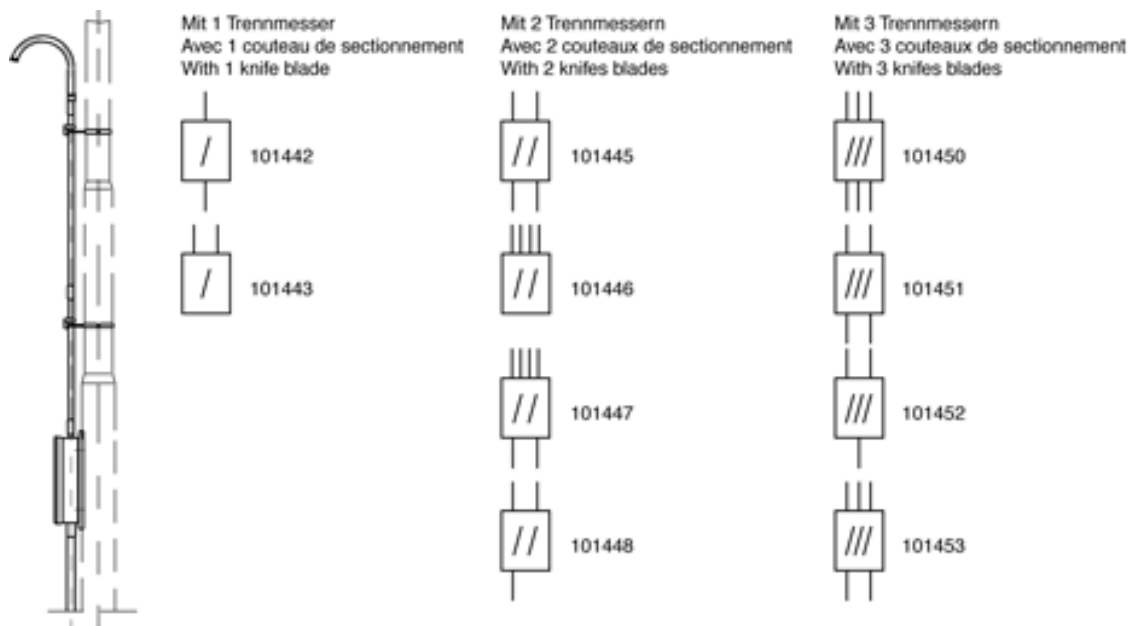 Mit 1 Trennmesser
Avec 1 couteau de sectionnement
With 1 knife blade
101442
101443
Mit 2 Trennmessern
Avec 2 couteaux de sectionnement
With 2 knifes blades
101445
101446
101447
101448
Mit 3 Trennmessern
Avec 3 couteaux de sectionnement
With 3 knifes blades
101450
101451
101452
101453